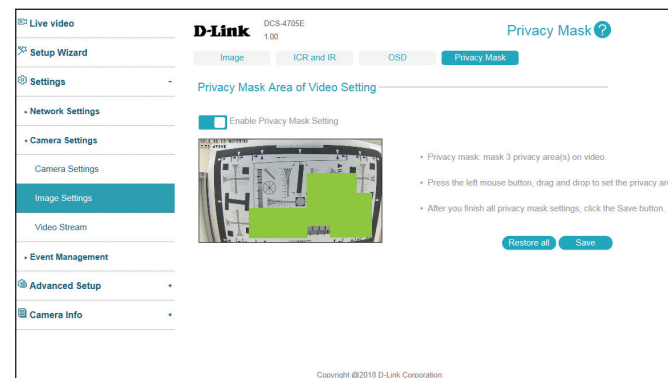 Live video
Setup Wizard
Settings -
Network Settings
Camera Settings
Camera Settings
Image Settings
Video Stream
Event Management
Advanced Setup +
Camera Info +
D-Link DCS-4705E
1.00
Privacy Mask ?
Image ICR and IR OSD Privacy Mask
Privacy Mask Area of Video Setting
Enable Privacy Mask Setting
• Privacy mask: mask 3 privacy area(s) on video.
• Press the left mouse button, drag and drop to set the privacy are
• After you finish all privacy mask settings, click the Save button.
Restore all Save
Copyright @2018 D-Link Corporation